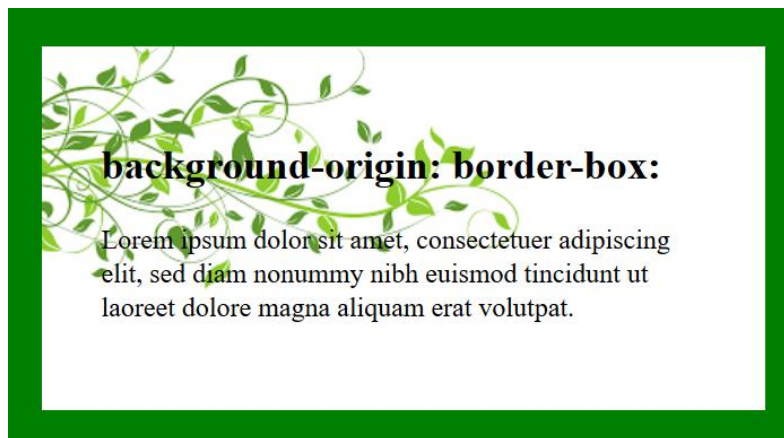 background-origin: border-box:
Lorem ipsum dolor sit amet, consectetuer adipiscing
elit, sed diam nonummy nibh euismod tincidunt ut
laoreet dolore magna aliquam erat volutpat.